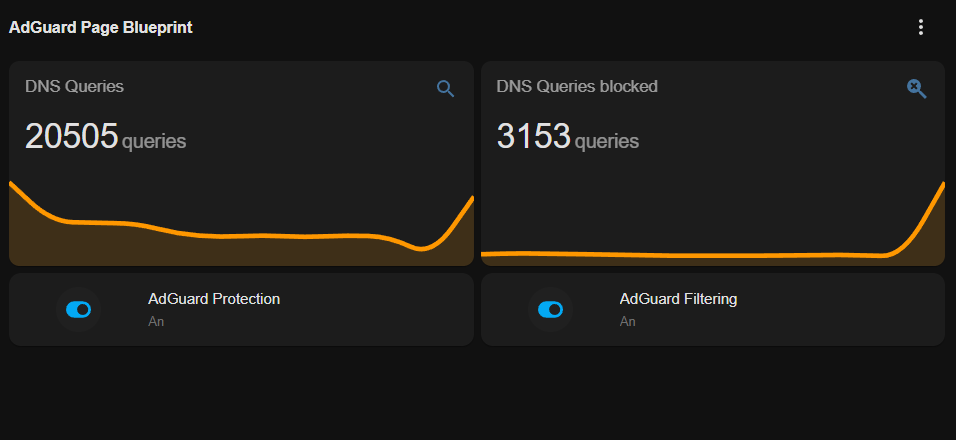 AdGuard Page Blueprint
DNS Queries
20505 queries
DNS Queries blocked
3153 queries
AdGuard Protection
An
AdGuard Filtering
An